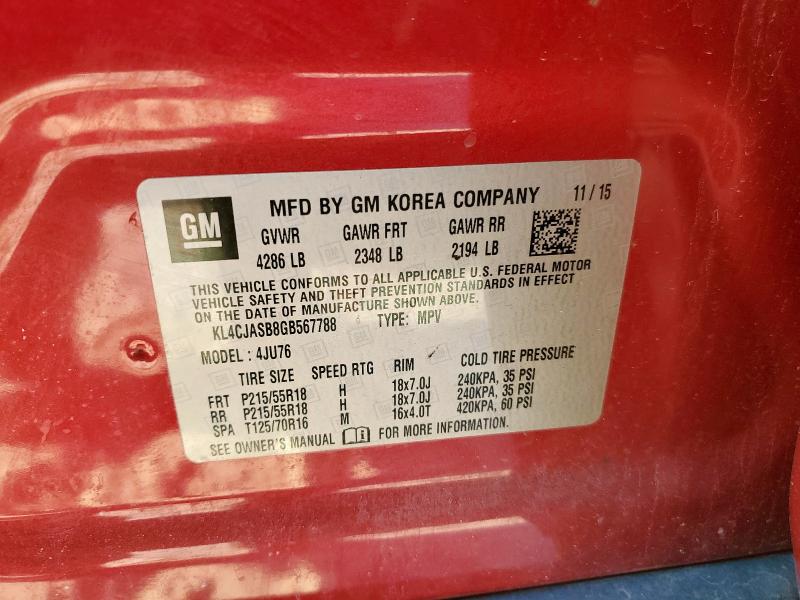 GM
MFD BY GM KOREA COMPANY 11 / 15
GVWR GAWR FRT GAWR RR
4286 LB 2348 LB 2194 LB
THIS VEHICLE CONFORMS TO ALL APPLICABLE U.S. FEDERAL MOTOR
VEHICLE SAFETY AND THEFT PREVENTION STANDARDS IN EFFECT
ON THE DATE OF MANUFACTURE SHOWN ABOVE.
KL4CJASB8GB567788 TYPE: MPV
MODEL: 4JU76
TIRE SIZE SPEED RTG RIM COLD TIRE PRESSURE
FRT P215/55R18 H 18x7.0J 240KPA, 35 PSI
RR P215/55R18 H 18x7.0J 240KPA, 35 PSI
SPA T125/70R16 M 16x4.0T 420KPA, 60 PSI
SEE OWNER'S MANUAL FOR MORE INFORMATION.